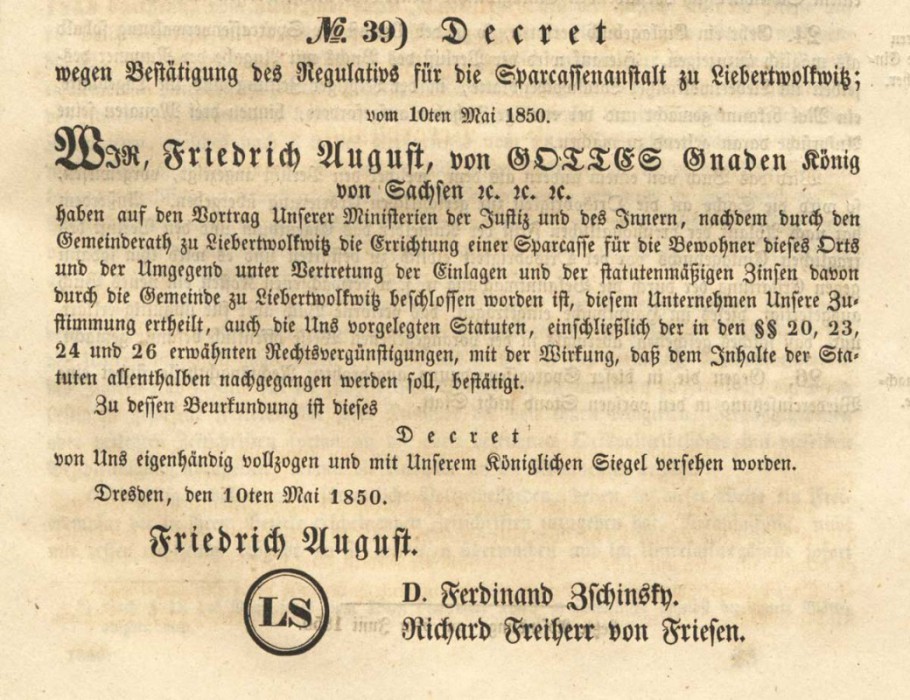 № 39) Decret
wegen Bestätigung des Regulativs für die Sparcassenanstalt zu Liebertwolkwitz;
vom 10ten Mai 1850.
WIR, Friedrich August, von GOTTES Gnaden König
von Sachsen ꝛc. ꝛc. ꝛc.
haben auf den Vortrag Unserer Ministerien der Justiz und des Innern, nachdem durch den
Gemeinderath zu Liebertwolkwitz die Errichtung einer Sparcasse für die Bewohner dieses Orts
und der Umgegend unter Vertretung der Einlagen und der statutenmäßigen Zinsen davon
durch die Gemeinde zu Liebertwolkwitz beschlossen worden ist, diesem Unternehmen Unsere Zu-
stimmung ertheilt, auch die Uns vorgelegten Statuten, einschließlich der in den §§ 20, 23,
24 und 26 erwähnten Rechtsvergünstigungen, mit der Wirkung, daß dem Inhalte der Sta-
tuten allenthalben nachgegangen werden soll, bestätigt.
Zu dessen Beurkundung ist dieses
Decret
von Uns eigenhändig vollzogen und mit Unserem Königlichen Siegel versehen worden.
Dresden, den 10ten Mai 1850.
Friedrich August.
LS
D. Ferdinand Zschinsky.
Richard Freiherr von Friesen.